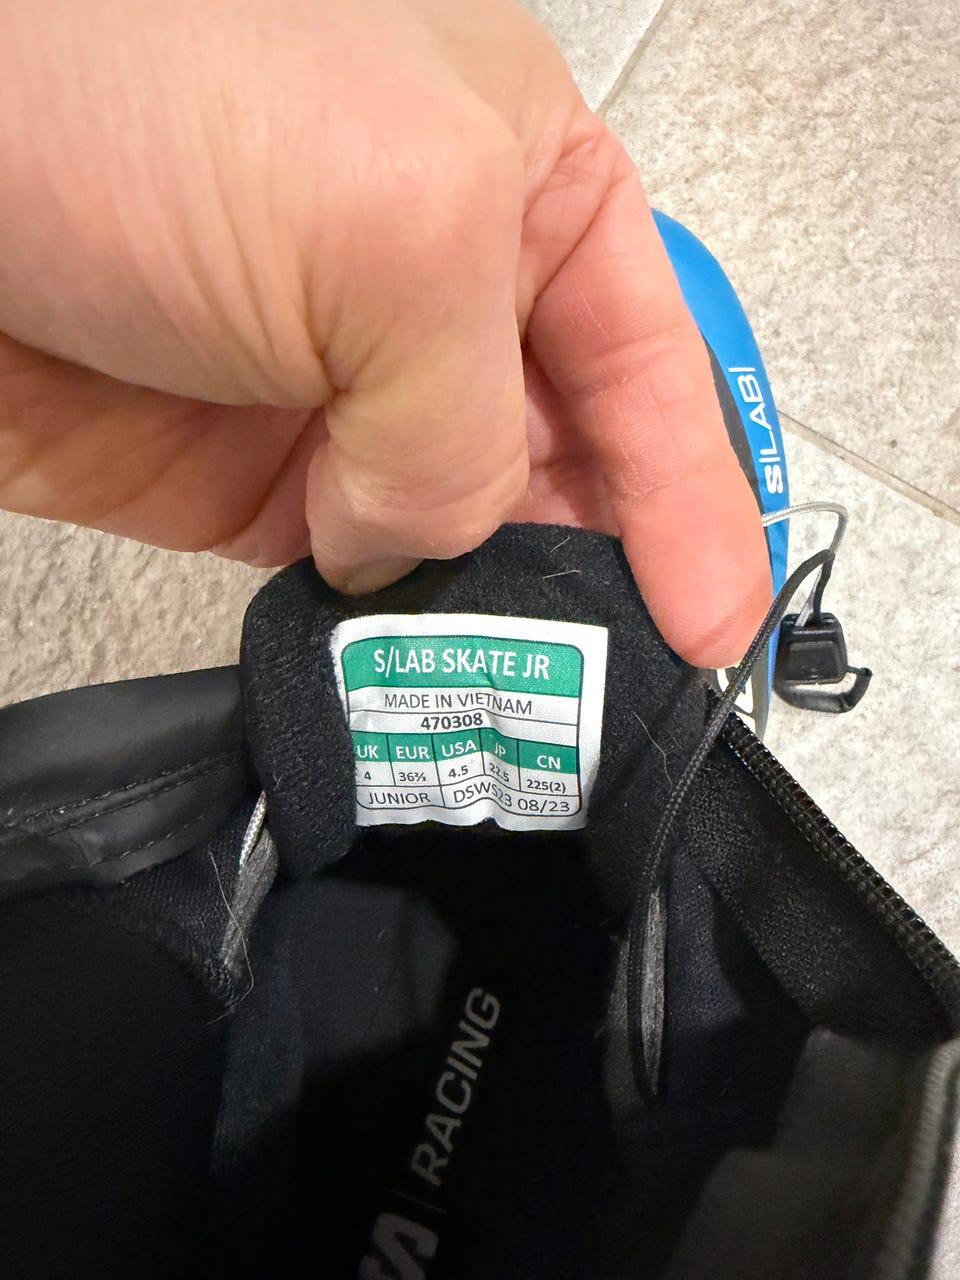 S/LAB
S/LAB SKATE JR
MADE IN VIETNAM
470308
UK EUR USA JP CN
4 36⅔ 4.5 22.5 225(2)
JUNIOR DSWS23 08/23
RACING